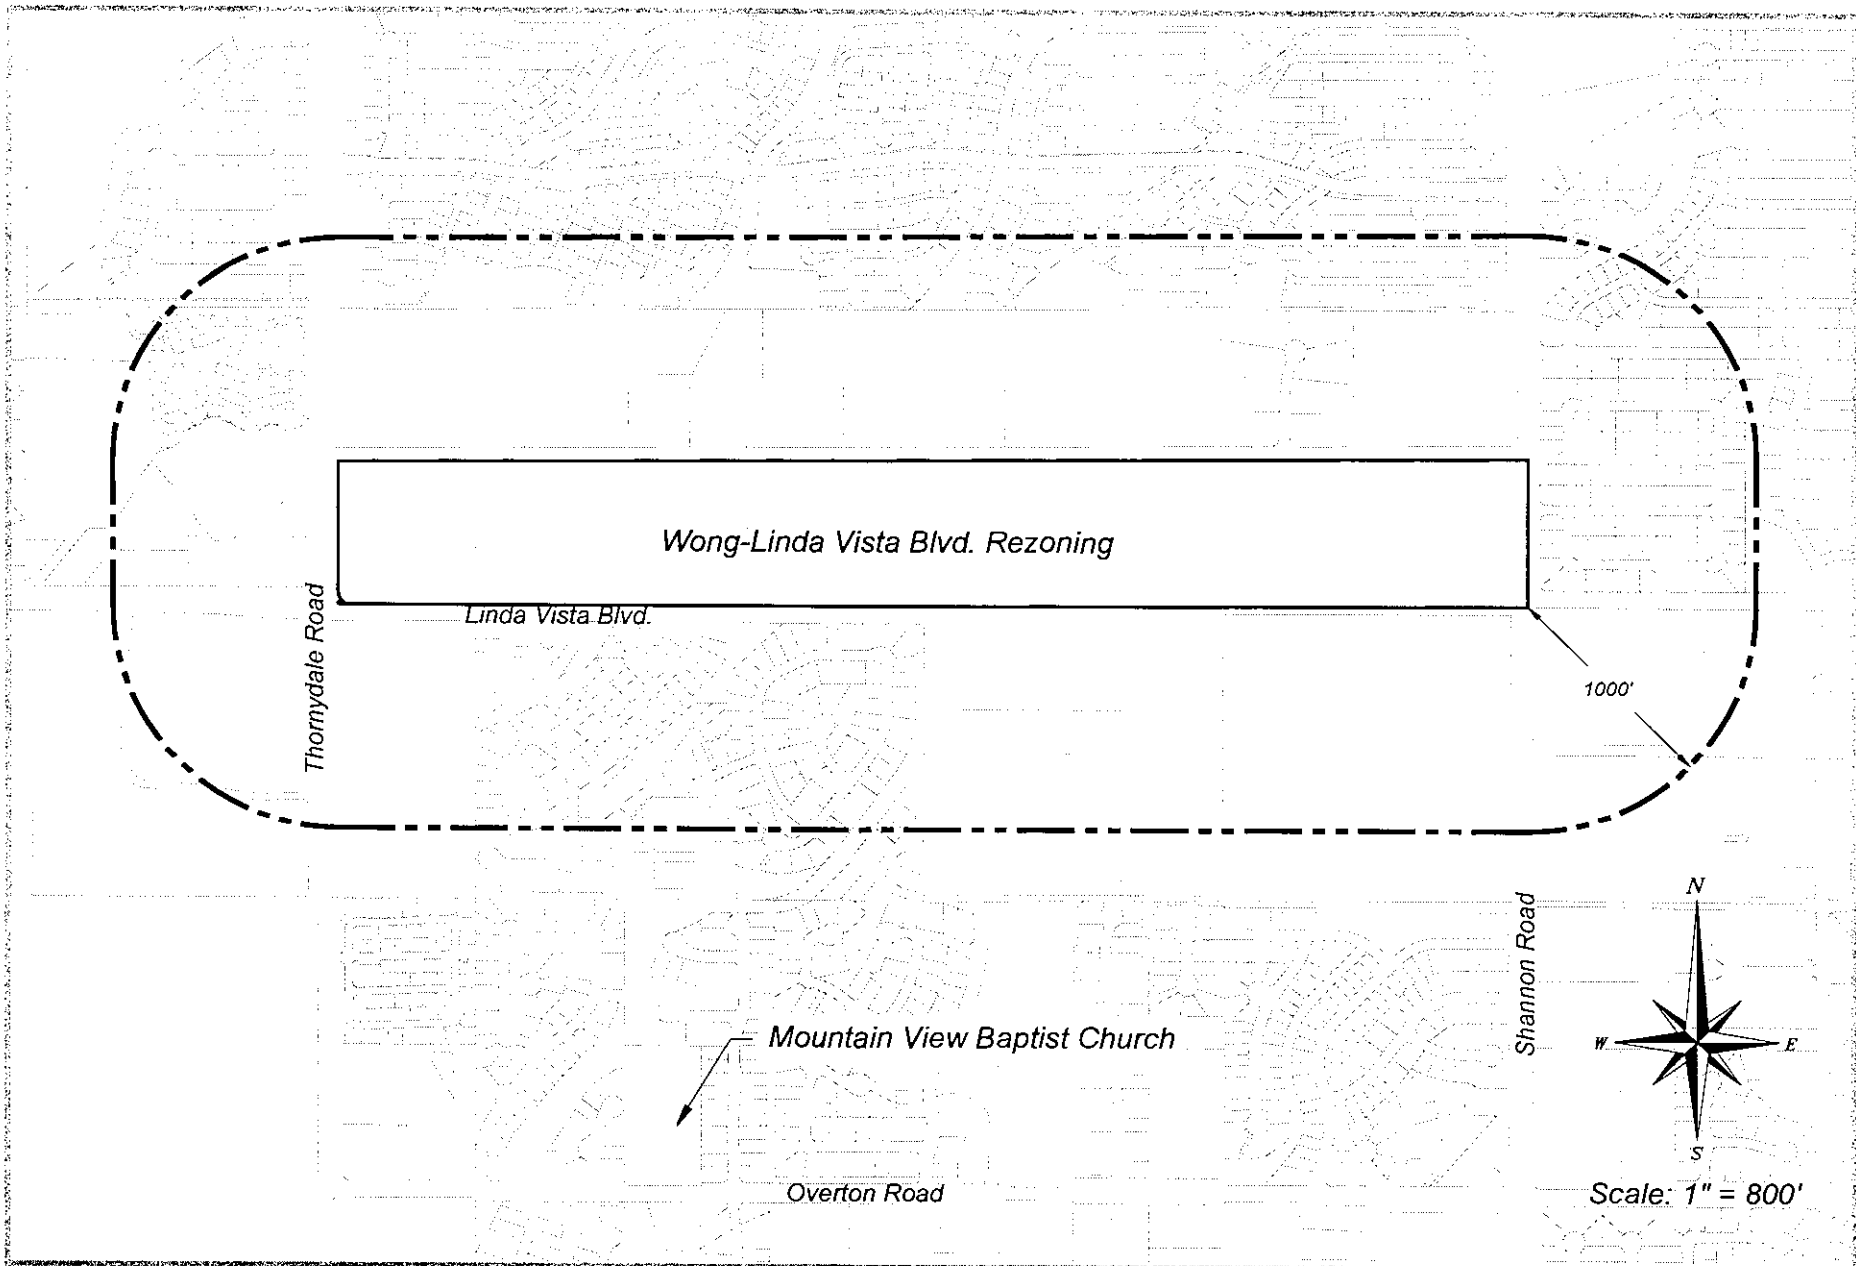 Wong-Linda Vista Blvd. Rezoning
Linda Vista Blvd.
Thornydale Road
1000'
Shannon Road
N
W
E
S
Mountain View Baptist Church
Overton Road
Scale: 1" = 800'